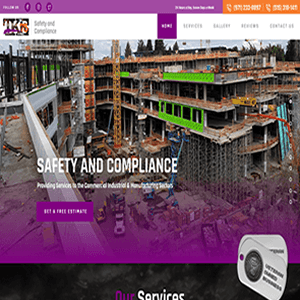 FOLLOW US
Safety and
Compliance
HOME
SERVICES
GALLERY
REVIEWS
CONTACT US
SAFETY AND COMPLIANCE
Providing Services to the Commercial Industrial & Manufacturing Sectors
GET A FREE ESTIMATE
Our Services